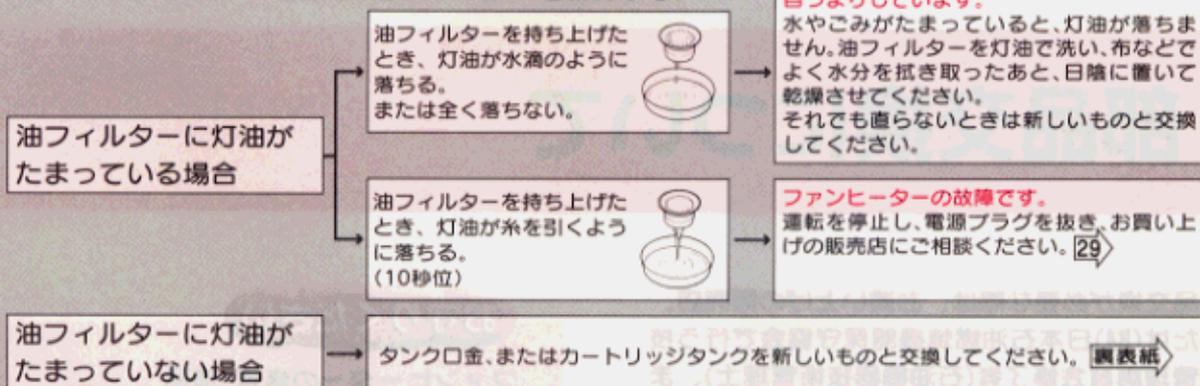 油フィルターに灯油が
たまっている場合
油フィルターを持ち上げた
とき、灯油が水滴のように
落ちる。
または全く落ちない。
目づまりしています。
水やごみがたまっていると、灯油が落ちま
せん。油フィルターを灯油で洗い、布などで
よく水分を拭き取ったあと、日陰に置いて
乾燥させてください。
それでも直らないときは新しいものと交換
してください。
油フィルターを持ち上げた
とき、灯油が糸を引くよう
に落ちる。
(10秒位)
ファンヒーターの故障です。
運転を停止し、電源プラグを抜き、お買い上
げの販売店にご相談ください。29
油フィルターに灯油が
たまっていない場合
タンク口金、またはカートリッジタンクを新しいものと交換してください。裏表紙